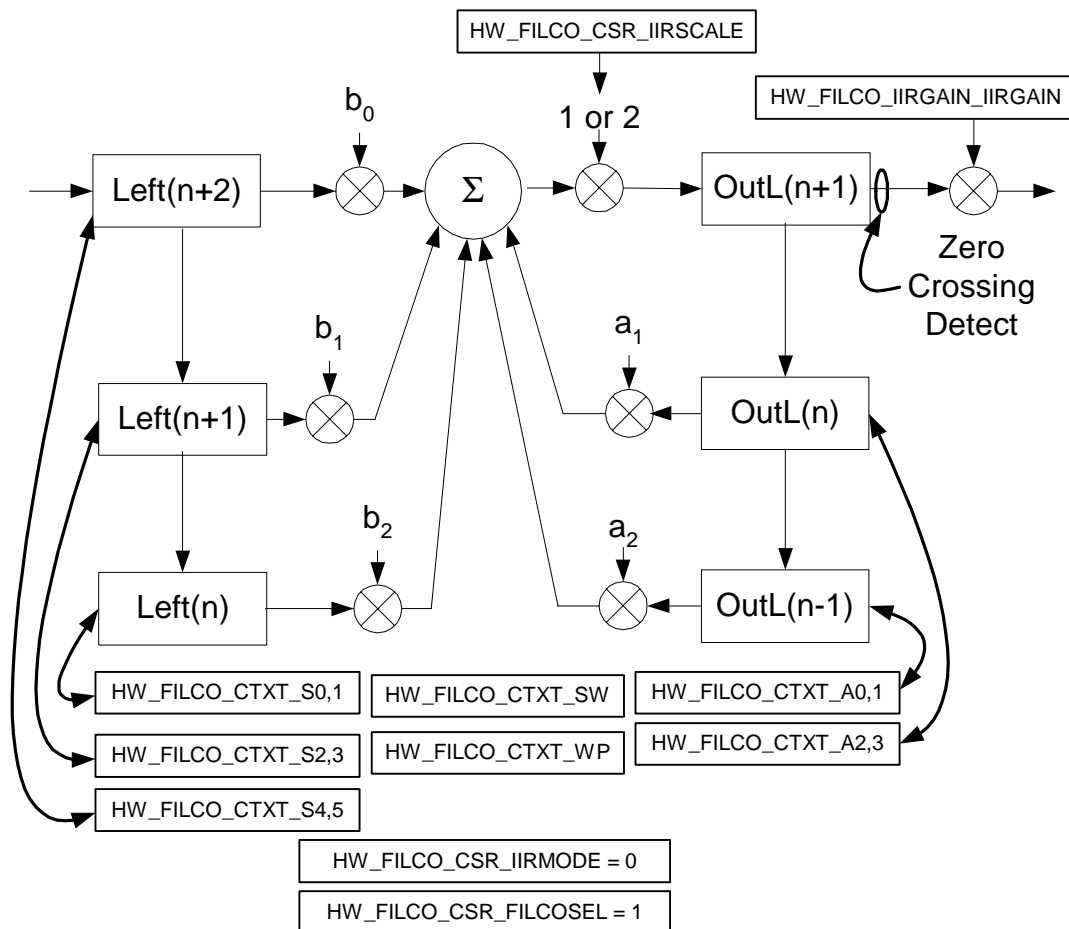 HW_FILCO_CSR_IIRSCALE
HW_FILCO_IIRGAIN_IIRGAIN
b0
1 or 2
Left(n+2)
Σ
OutL(n+1)
Zero
Crossing
Detect
b1
a1
Left(n+1)
OutL(n)
b2
a2
Left(n)
OutL(n-1)
HW_FILCO_CTXT_S0,1
HW_FILCO_CTXT_SW
HW_FILCO_CTXT_A0,1
HW_FILCO_CTXT_S2,3
HW_FILCO_CTXT_WP
HW_FILCO_CTXT_A2,3
HW_FILCO_CTXT_S4,5
HW_FILCO_CSR_IIRMODE = 0
HW_FILCO_CSR_FILCOSEL = 1